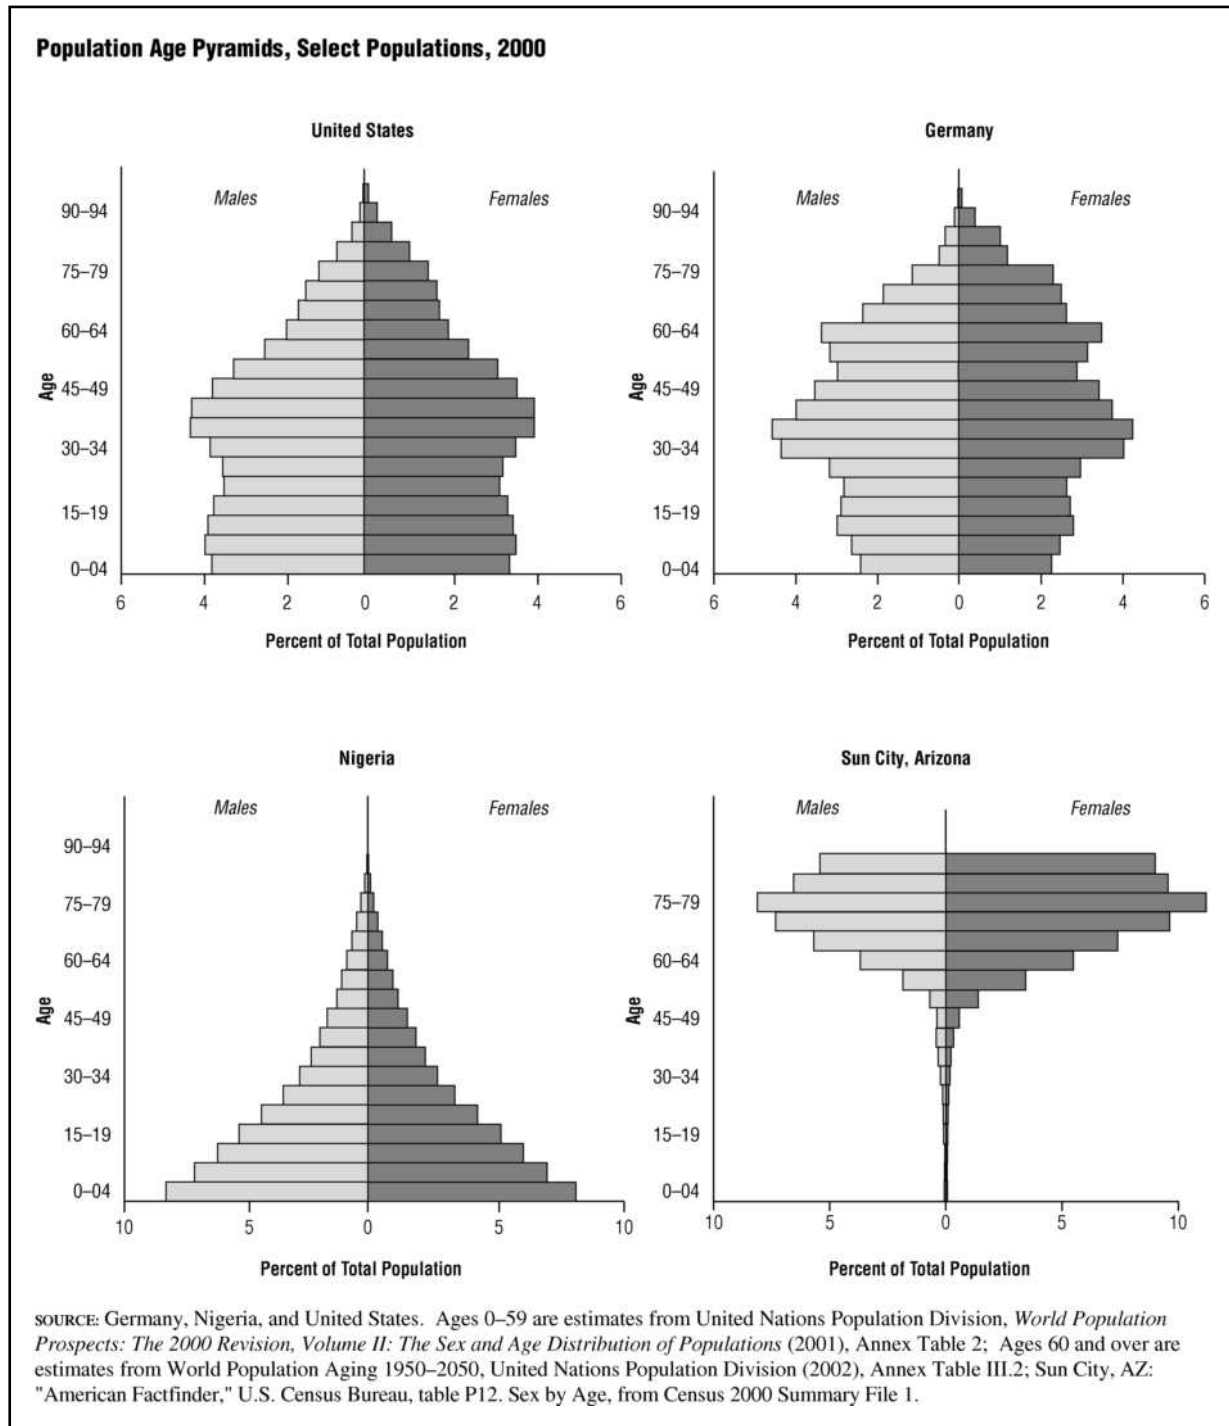 Population Age Pyramids, Select Populations, 2000
United States
Males
Females
90–94
75–79
60–64
45–49
30–34
15–19
0–04
Age
6 4 2 0 2 4 6
Percent of Total Population
Germany
Males
Females
90–94
75–79
60–64
45–49
30–34
15–19
0–04
Age
6 4 2 0 2 4 6
Percent of Total Population
Nigeria
Males
Females
90–94
75–79
60–64
45–49
30–34
15–19
0–04
Age
10 5 0 5 10
Percent of Total Population
Sun City, Arizona
Males
Females
75–79
60–64
45–49
30–34
15–19
0–04
Age
10 5 0 5 10
Percent of Total Population
SOURCE: Germany, Nigeria, and United States. Ages 0–59 are estimates from United Nations Population Division, World Population
Prospects: The 2000 Revision, Volume II: The Sex and Age Distribution of Populations (2001), Annex Table 2; Ages 60 and over are
estimates from World Population Aging 1950–2050, United Nations Population Division (2002), Annex Table III.2; Sun City, AZ:
"American Factfinder," U.S. Census Bureau, table P12. Sex by Age, from Census 2000 Summary File 1.